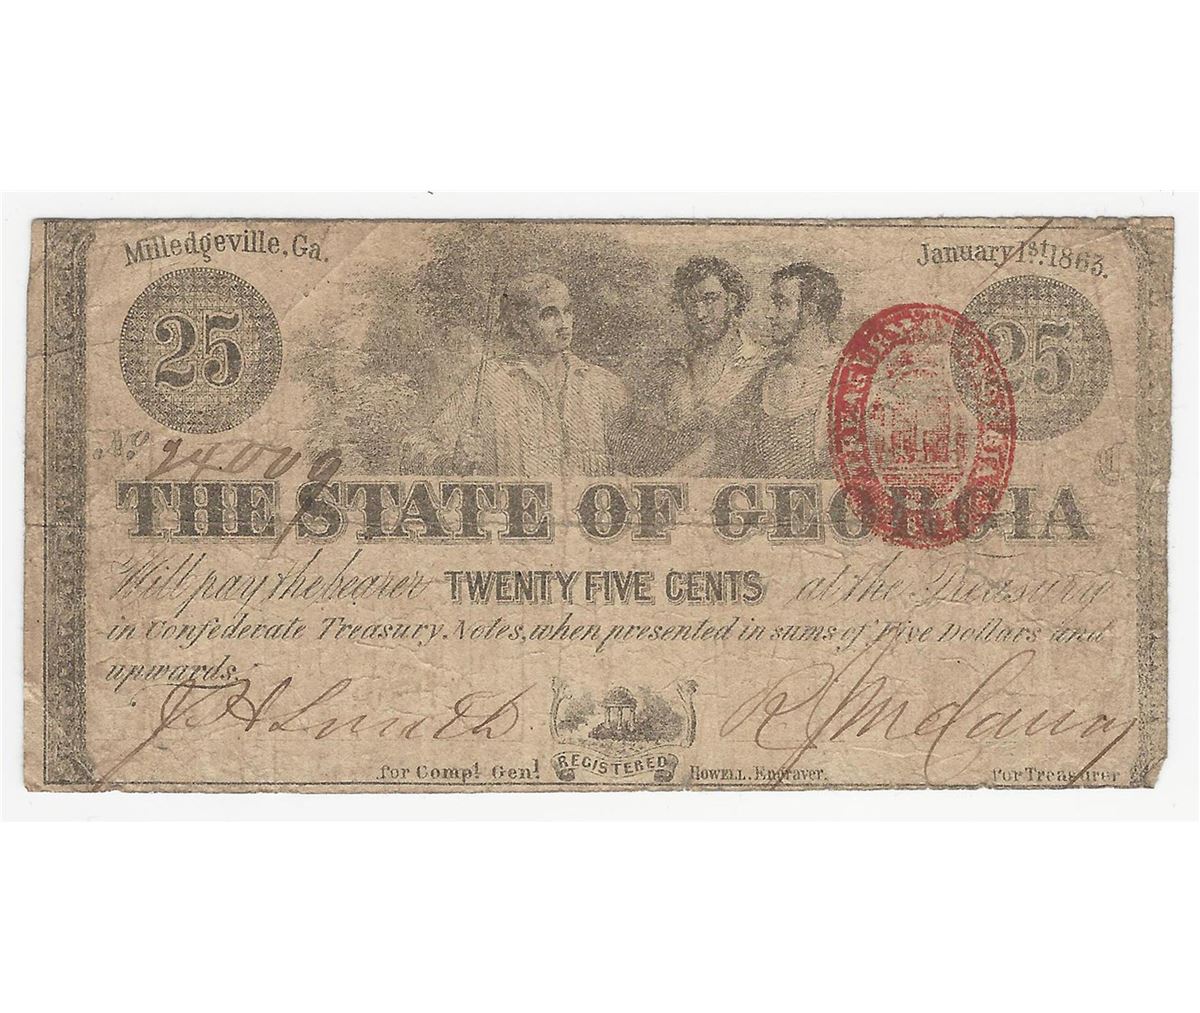 Milledgeville, Ga.
January 1st, 1863.
25
25
No.
C
THE STATE OF GEORGIA
Will pay the bearer TWENTY FIVE CENTS at the Treasury
in Confederate Treasury Notes, when presented in sums of Five Dollars and
upwards.
Smith
for Compl. Genl.
REGISTERED
HOWELL. Engraver.
for Treasurer